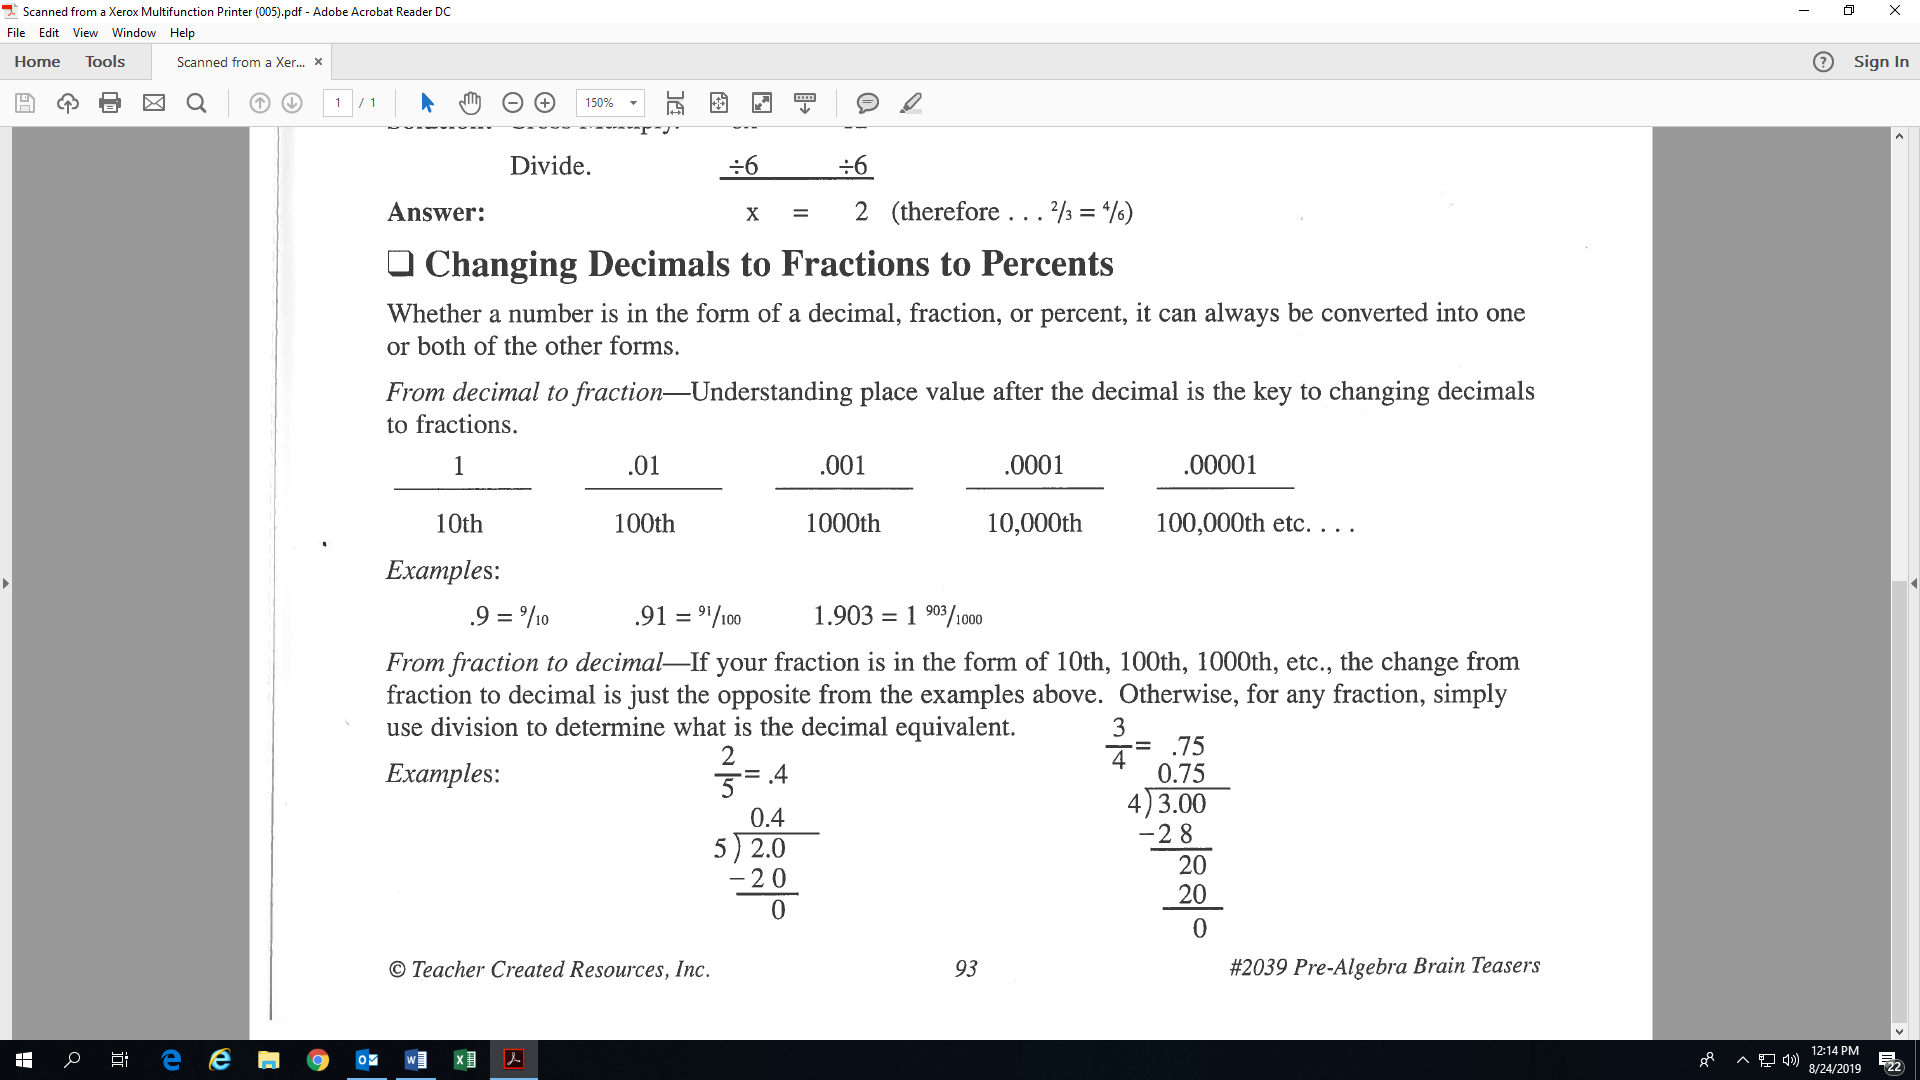 Scanned from a Xerox Multifunction Printer (005).pdf - Adobe Acrobat Reader DC
File Edit View Window Help
Home Tools Scanned from a Xer... × ? Sign In
1 / 1 150%
Solution: Cross Multiply.
Divide. ÷6 ÷6
Answer: x = 2 (therefore . . . 2/3 = 4/6)
❑ Changing Decimals to Fractions to Percents
Whether a number is in the form of a decimal, fraction, or percent, it can always be converted into one
or both of the other forms.
From decimal to fraction—Understanding place value after the decimal is the key to changing decimals
to fractions.
1 .01 .001 .0001 .00001
10th 100th 1000th 10,000th 100,000th etc. . . .
Examples:
.9 = 9/10 .91 = 91/100 1.903 = 1 903/1000
From fraction to decimal—If your fraction is in the form of 10th, 100th, 1000th, etc., the change from
fraction to decimal is just the opposite from the examples above. Otherwise, for any fraction, simply
use division to determine what is the decimal equivalent.
Examples:
2/5 = .4
0.4
5 ) 2.0
– 2 0
0
3/4 = .75
0.75
4 ) 3.00
–2 8
20
20
0
© Teacher Created Resources, Inc. 93 #2039 Pre-Algebra Brain Teasers
12:14 PM
8/24/2019
22